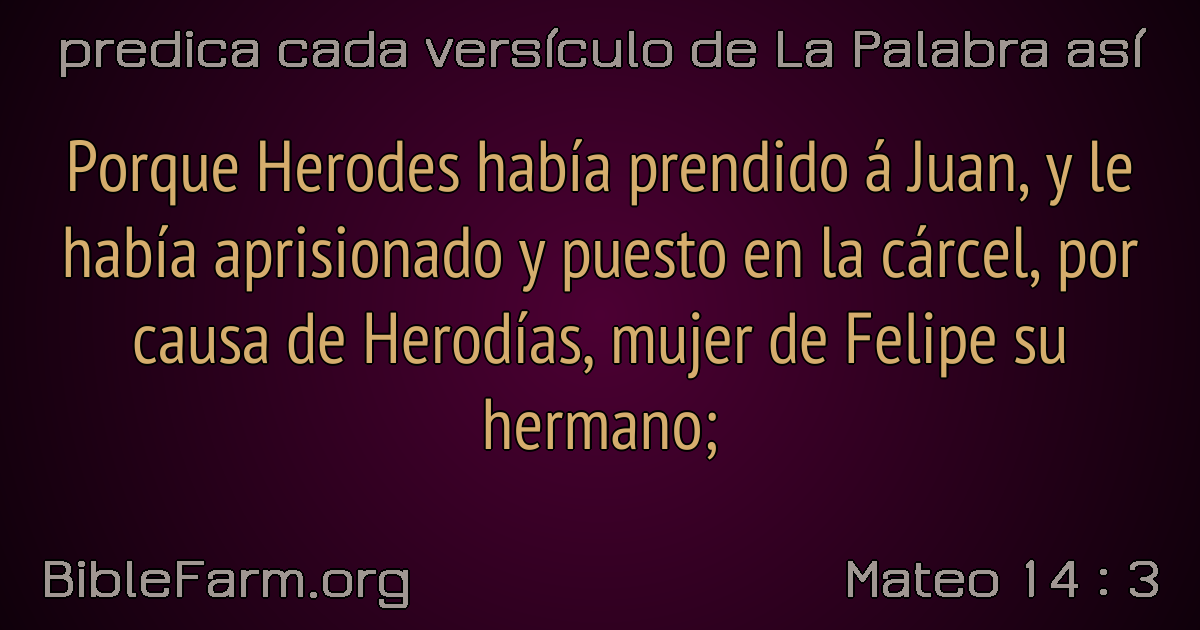 predica cada versículo de La Palabra así
Porque Herodes había prendido á Juan, y le
había aprisionado y puesto en la cárcel, por
causa de Herodías, mujer de Felipe su
hermano;
BibleFarm.org
Mateo 14 : 3